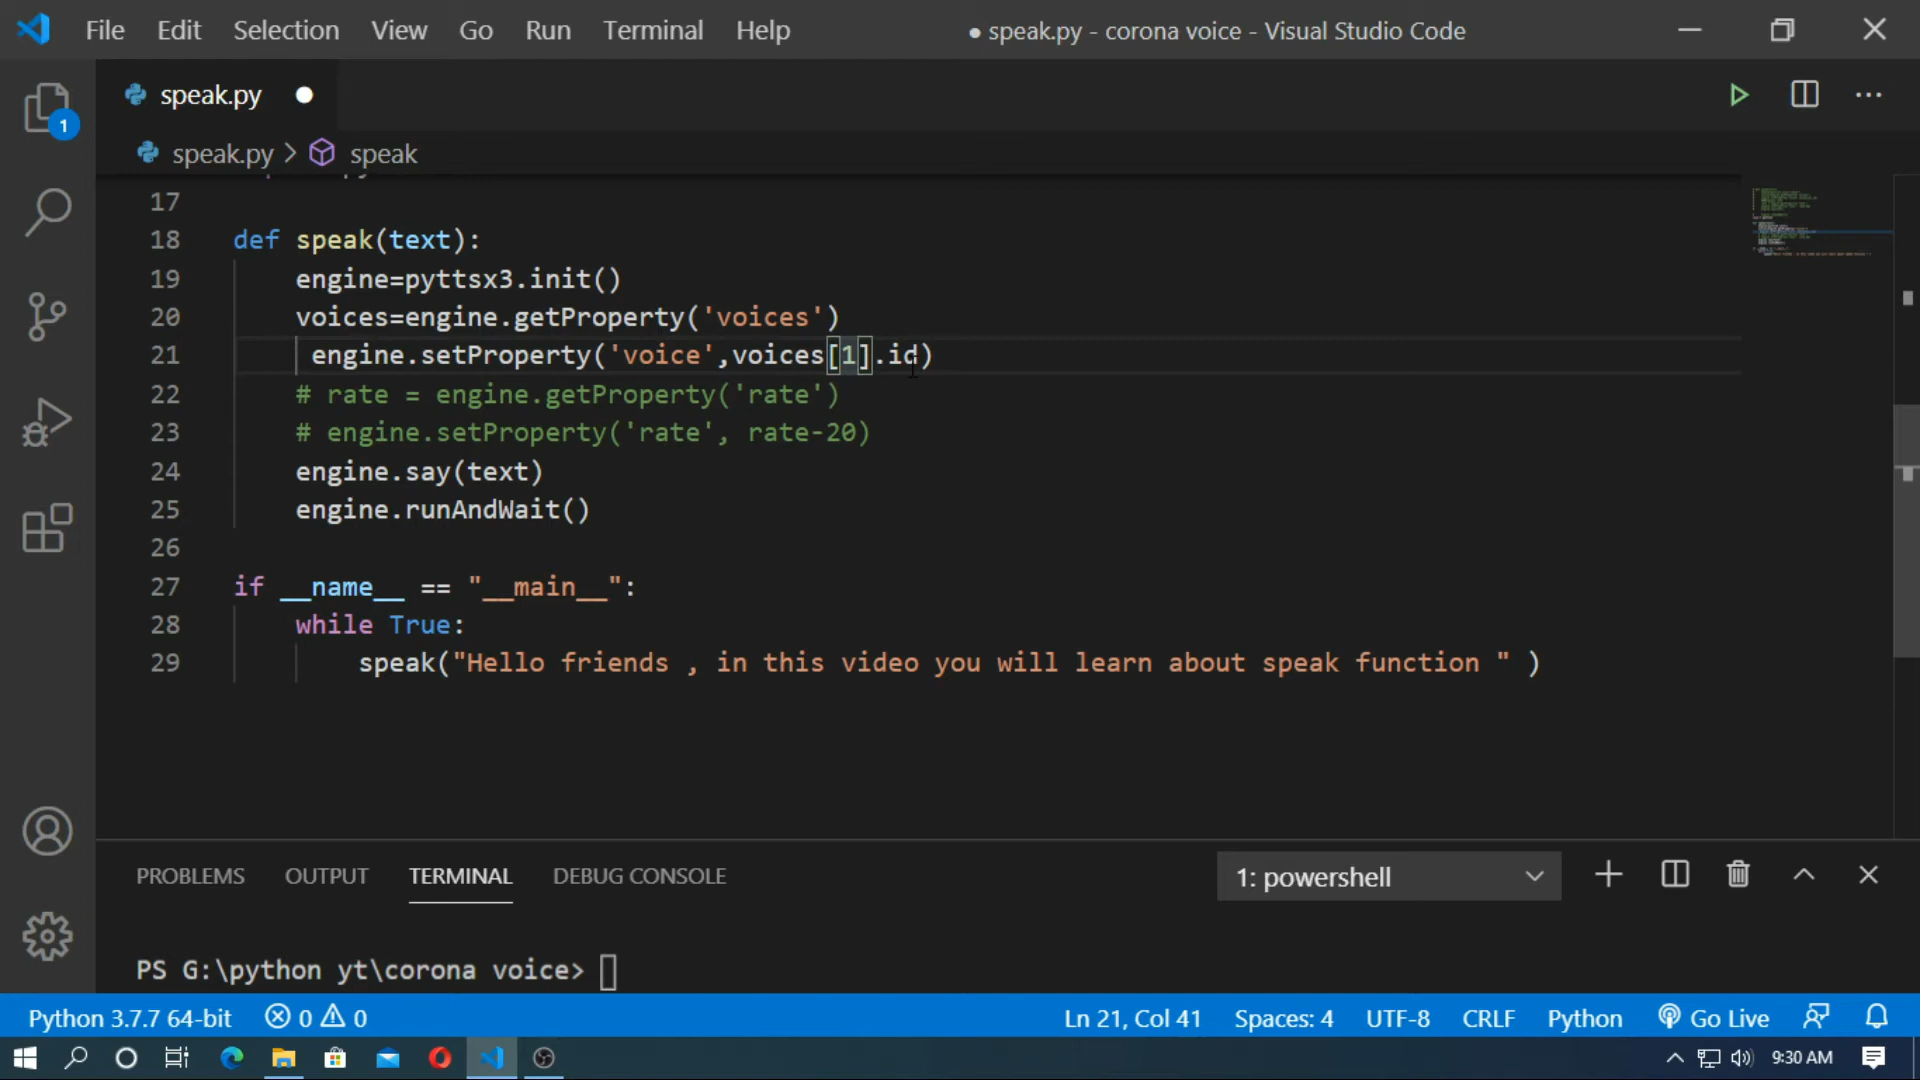 File Edit Selection View Go Run Terminal Help ● speak.py - corona voice - Visual Studio Code
speak.py
1
speak.py > speak
17
18 def speak(text):
19 engine=pyttsx3.init()
20 voices=engine.getProperty('voices')
21 engine.setProperty('voice',voices[1].id)
22 # rate = engine.getProperty('rate')
23 # engine.setProperty('rate', rate-20)
24 engine.say(text)
25 engine.runAndWait()
26
27 if __name__ == "__main__":
28 while True:
29 speak("Hello friends , in this video you will learn about speak function " )
PROBLEMS OUTPUT TERMINAL DEBUG CONSOLE 1: powershell
PS G:\python yt\corona voice>
Python 3.7.7 64-bit 0 0 Ln 21, Col 41 Spaces: 4 UTF-8 CRLF Python Go Live
9:30 AM